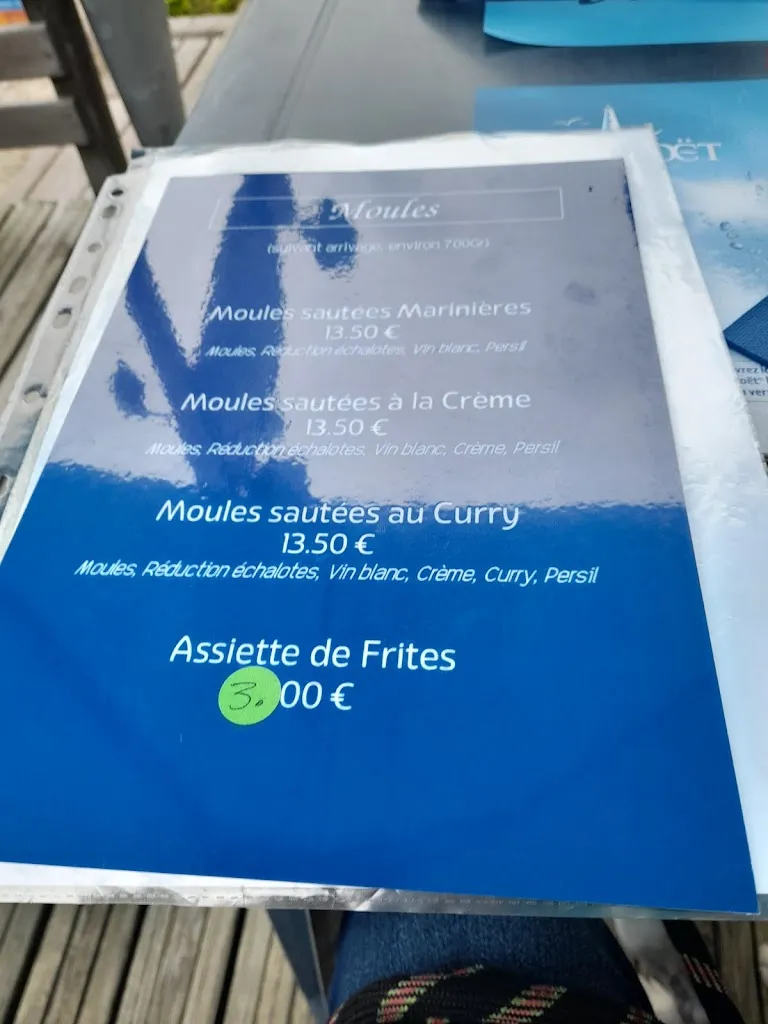 Moules
(suivant arrivage, environ 700Gr)
Moules sautées Marinières
13.50 €
Moules, Réduction échalotes, Vin blanc, Persil
Moules sautées à la Crème
13.50 €
Moules, Réduction échalotes, Vin blanc, Crème, Persil
Moules sautées au Curry
13.50 €
Moules, Réduction échalotes, Vin blanc, Crème, Curry, Persil
Assiette de Frites
3.00 €